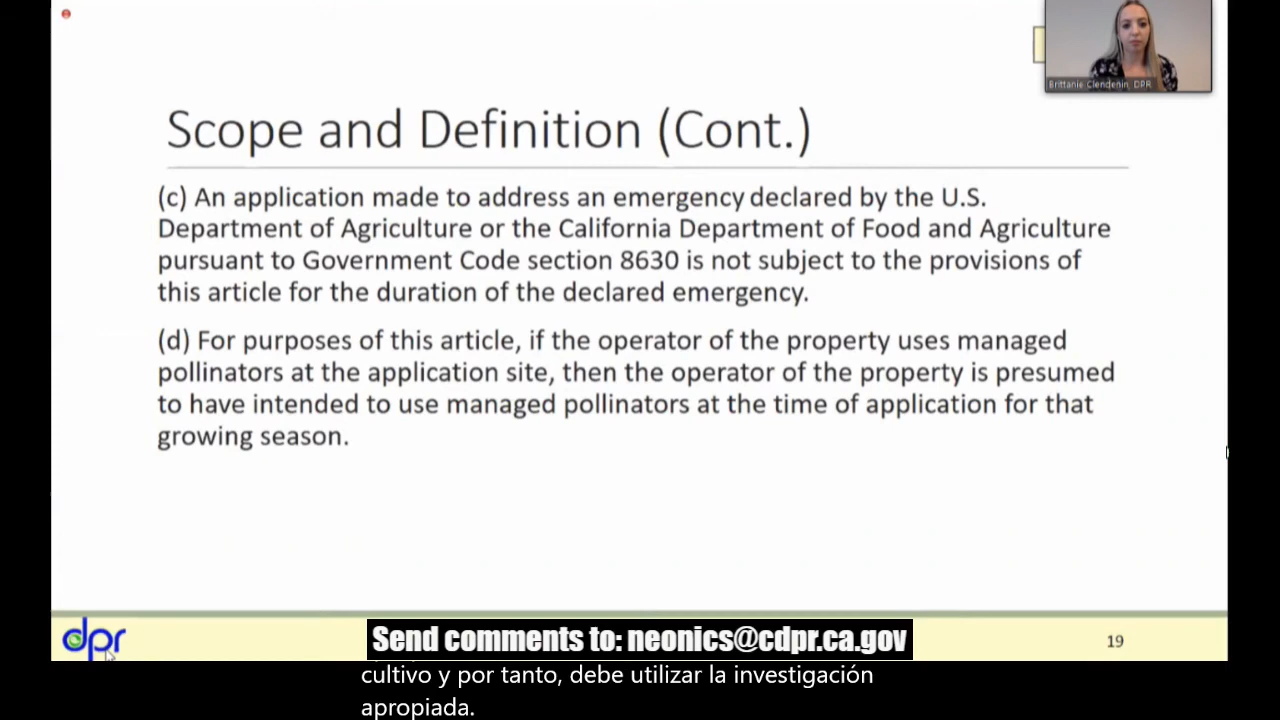 Brittanie Clendenin_DPR
Scope and Definition (Cont.)
(c) An application made to address an emergency declared by the U.S.
Department of Agriculture or the California Department of Food and Agriculture
pursuant to Government Code section 8630 is not subject to the provisions of
this article for the duration of the declared emergency.
(d) For purposes of this article, if the operator of the property uses managed
pollinators at the application site, then the operator of the property is presumed
to have intended to use managed pollinators at the time of application for that
growing season.
dpr
Send comments to: neonics@cdpr.ca.gov
19
cultivo y por tanto, debe utilizar la investigación
apropiada.